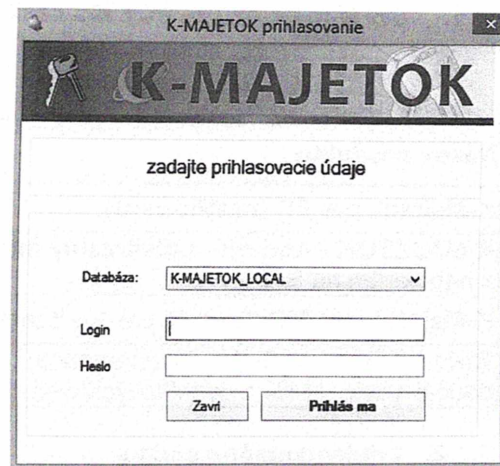 K-MAJETOK prihlasovanie
K-MAJETOK
zadajte prihlasovacie údaje
Databáza: K-MAJETOK_LOCAL
Login
Heslo
Zavri Prihlás ma